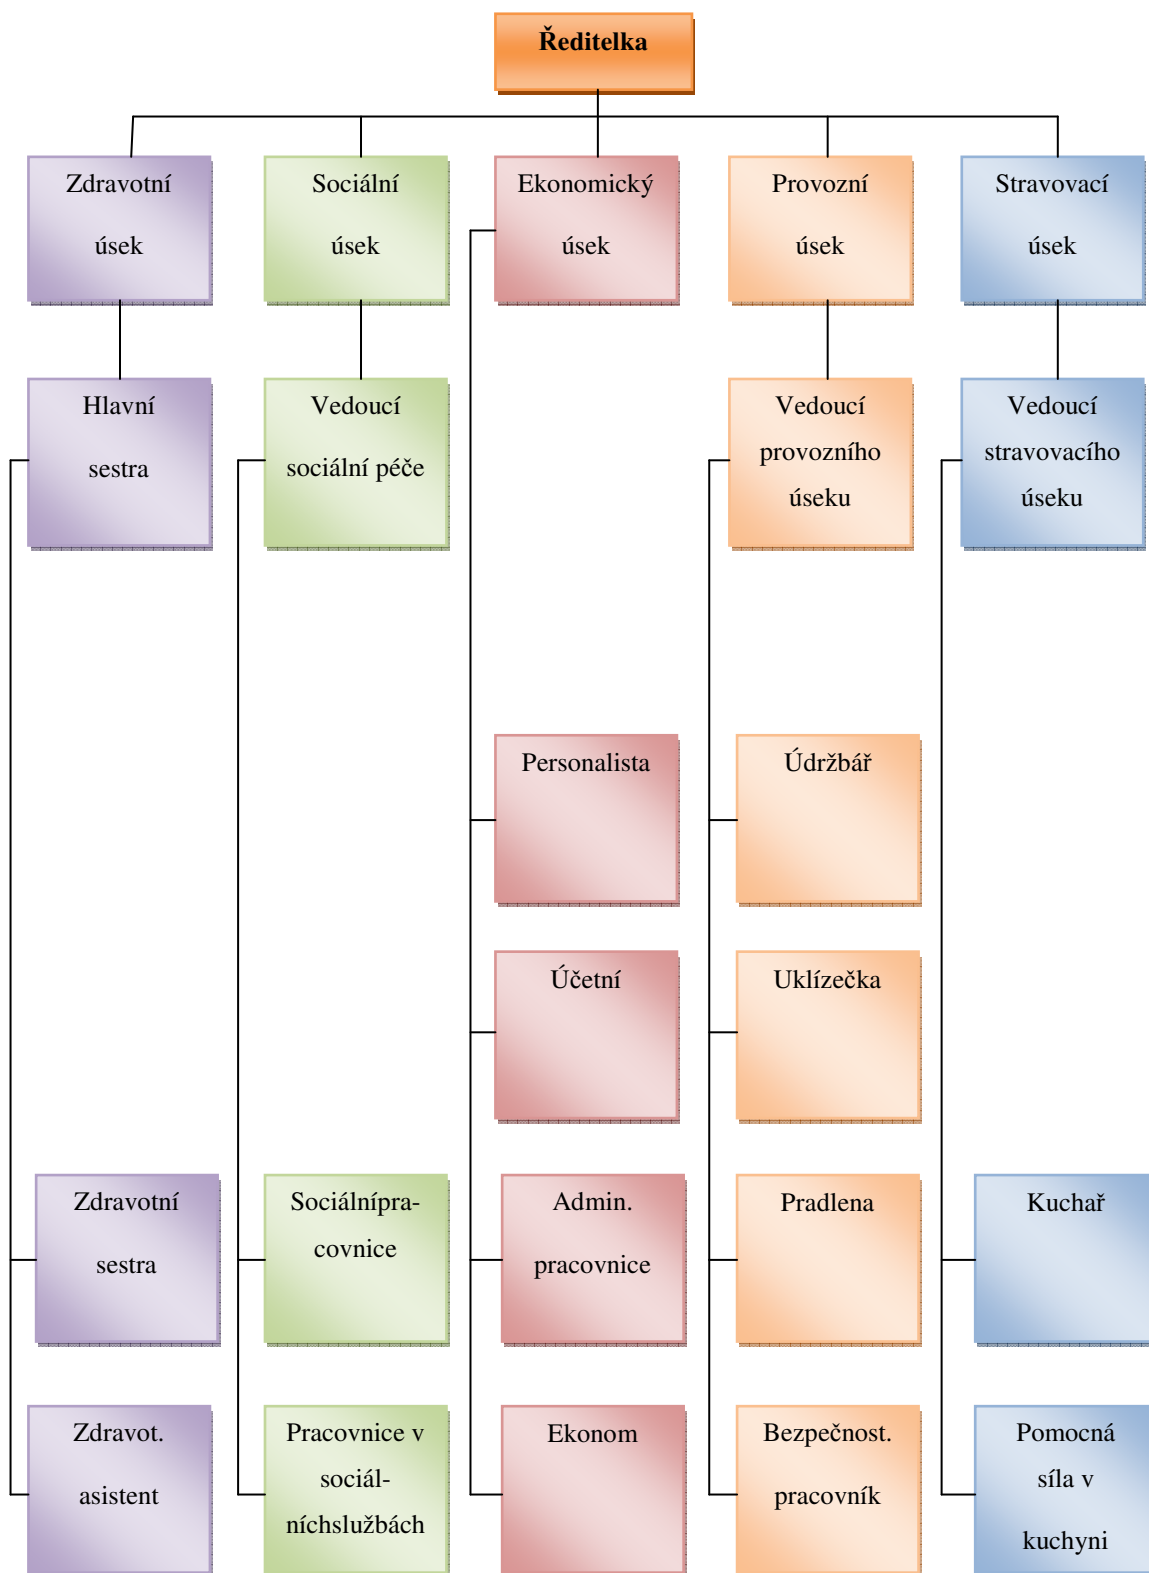 Ředitelka
Zdravotní
úsek
Sociální
úsek
Ekonomický
úsek
Provozní
úsek
Stravovací
úsek
Hlavní
sestra
Vedoucí
sociální péče
Vedoucí
provozního
úseku
Vedoucí
stravovacího
úseku
Personalista
Údržbář
Účetní
Uklízečka
Zdravotní
sestra
Sociálnípra-
covnice
Admin.
pracovnice
Pradlena
Kuchař
Zdravot.
asistent
Pracovnice v
sociál-
níchslužbách
Ekonom
Bezpečnost.
pracovník
Pomocná
síla v
kuchyni